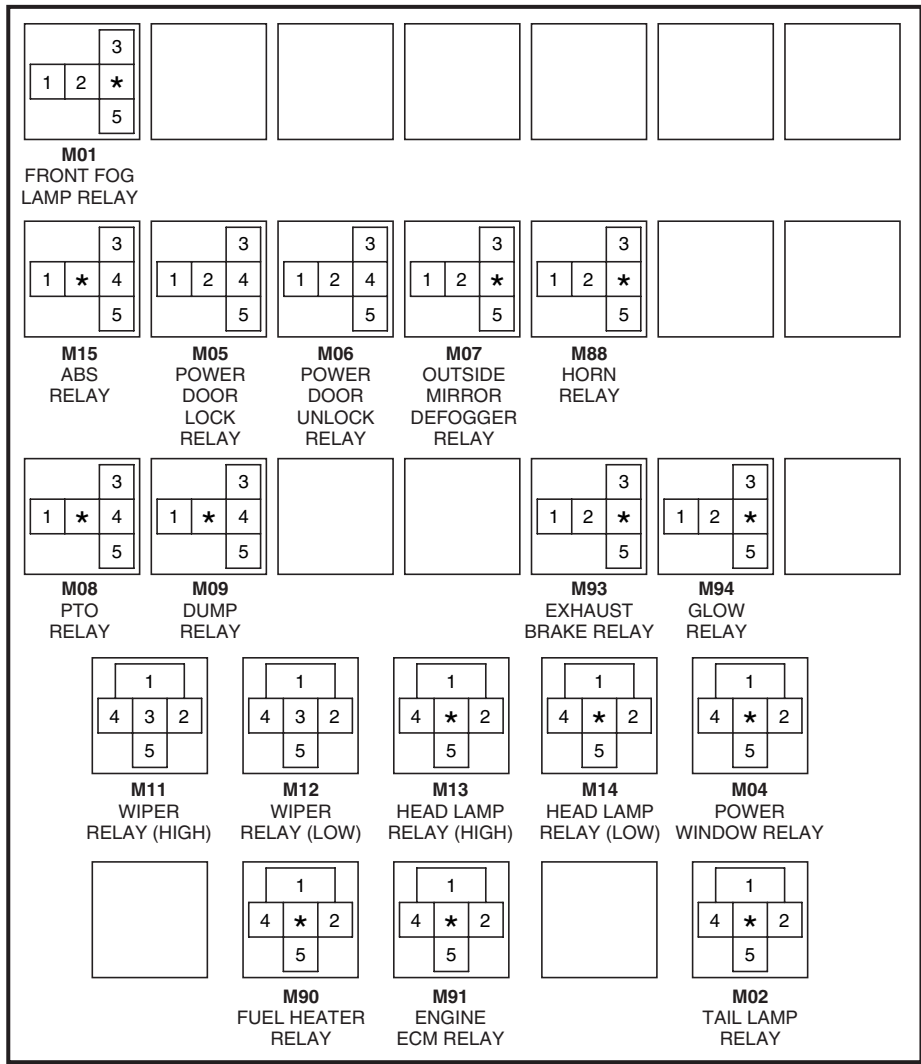 3
1 2 *
5
M01
FRONT FOG
LAMP RELAY
3 3 3 3 3
1 * 4 1 2 4 1 2 4 1 2 * 1 2 *
5 5 5 5 5
M15 M05 M06 M07 M88
ABS POWER POWER OUTSIDE HORN
RELAY DOOR DOOR MIRROR RELAY
LOCK UNLOCK DEFOGGER
RELAY RELAY RELAY
3 3 3 3
1 * 4 1 * 4 1 2 * 1 2 *
5 5 5 5
M08 M09 M93 M94
PTO DUMP EXHAUST GLOW
RELAY RELAY BRAKE RELAY RELAY
1 1 1 1 1
4 3 2 4 3 2 4 * 2 4 * 2 4 * 2
5 5 5 5 5
M11 M12 M13 M14 M04
WIPER WIPER HEAD LAMP HEAD LAMP POWER
RELAY (HIGH) RELAY (LOW) RELAY (HIGH) RELAY (LOW) WINDOW RELAY
1 1 1
4 * 2 4 * 2 4 * 2
5 5 5
M90 M91 M02
FUEL HEATER ENGINE TAIL LAMP
RELAY ECM RELAY RELAY